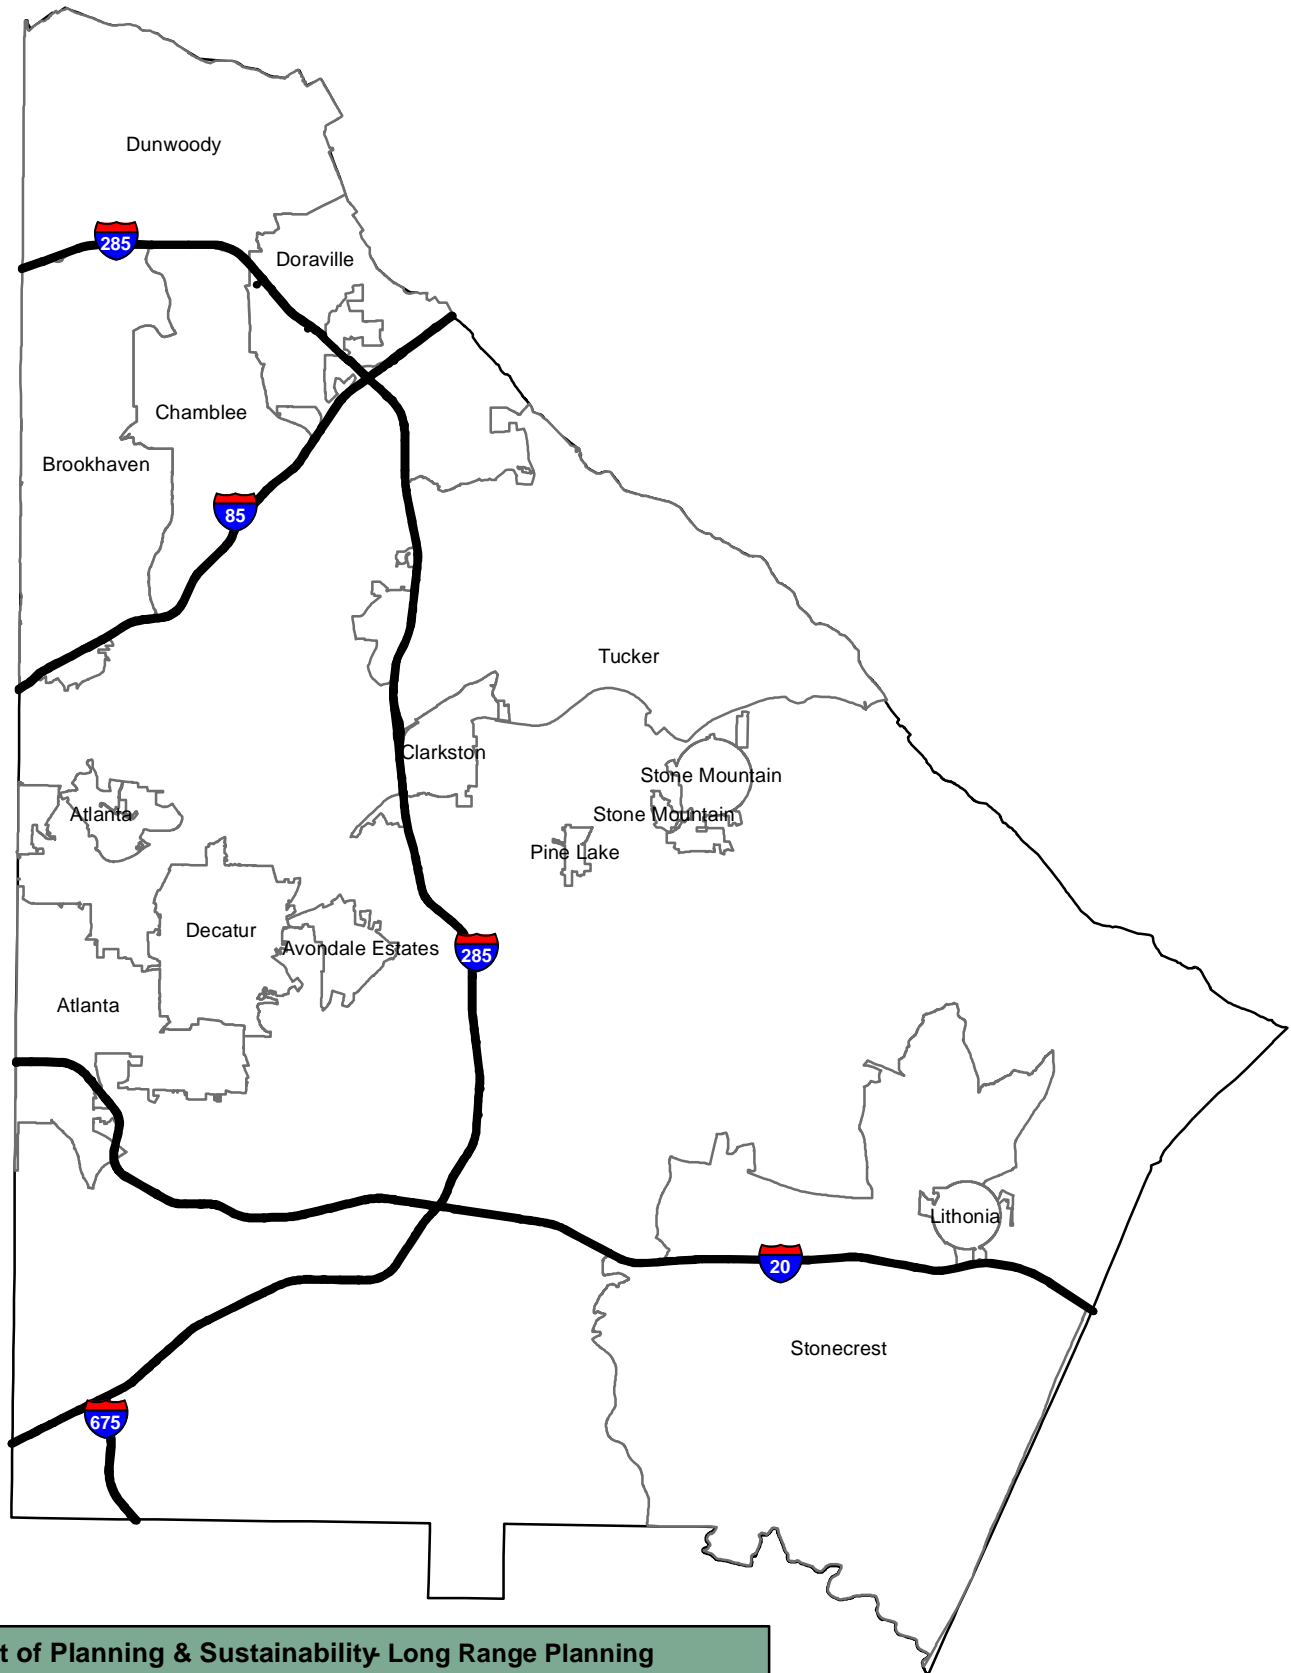 Dunwoody
285
Doraville
Chamblee
Brookhaven
85
Tucker
Clarkston
Stone Mountain
Atlanta
Stone Mountain
Pine Lake
Decatur
Avondale Estates
285
Atlanta
Lithonia
20
Stonecrest
675
t of Planning & Sustainability- Long Range Planning